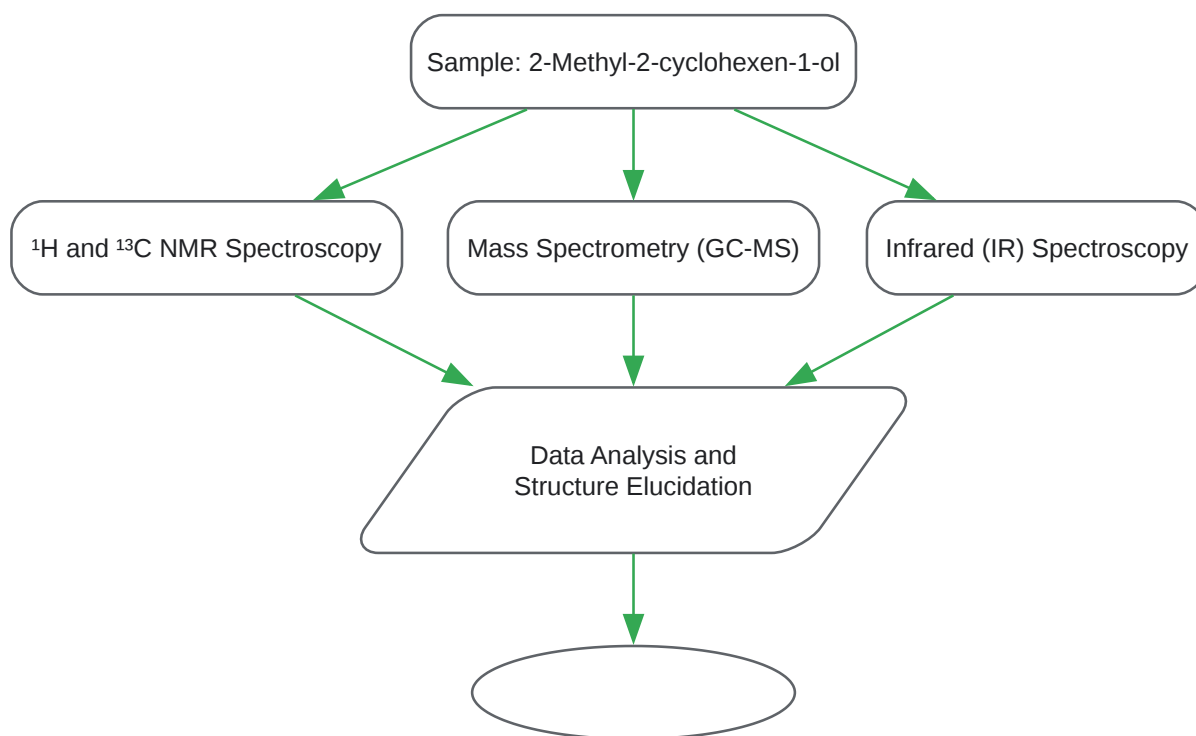 Sample: 2-Methyl-2-cyclohexen-1-ol
¹H and ¹³C NMR Spectroscopy
Mass Spectrometry (GC-MS)
Infrared (IR) Spectroscopy
Data Analysis and
Structure Elucidation